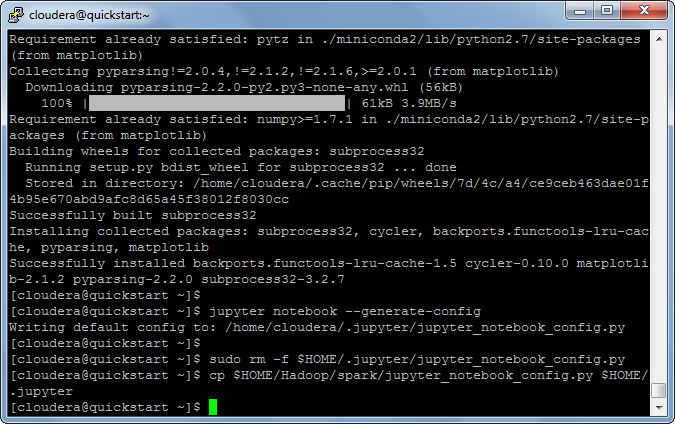 cloudera@quickstart:~
Requirement already satisfied: pytz in ./miniconda2/lib/python2.7/site-packages
(from matplotlib)
Collecting pyparsing!=2.0.4,!=2.1.2,!=2.1.6,>=2.0.1 (from matplotlib)
  Downloading pyparsing-2.2.0-py2.py3-none-any.whl (56kB)
    100% || 61kB 3.9MB/s
Requirement already satisfied: numpy>=1.7.1 in ./miniconda2/lib/python2.7/site-p
ackages (from matplotlib)
Building wheels for collected packages: subprocess32
  Running setup.py bdist_wheel for subprocess32 ... done
  Stored in directory: /home/cloudera/.cache/pip/wheels/7d/4c/a4/ce9ceb463dae01f
4b95e670abd9afc8d65a45f38012f8030cc
Successfully built subprocess32
Installing collected packages: subprocess32, cycler, backports.functools-lru-cac
he, pyparsing, matplotlib
Successfully installed backports.functools-lru-cache-1.5 cycler-0.10.0 matplotli
b-2.1.2 pyparsing-2.2.0 subprocess32-3.2.7
[cloudera@quickstart ~]$
[cloudera@quickstart ~]$ jupyter notebook --generate-config
Writing default config to: /home/cloudera/.jupyter/jupyter_notebook_config.py
[cloudera@quickstart ~]$
[cloudera@quickstart ~]$ sudo rm -f $HOME/.jupyter/jupyter_notebook_config.py
[cloudera@quickstart ~]$ cp $HOME/Hadoop/spark/jupyter_notebook_config.py $HOME/
.jupyter
[cloudera@quickstart ~]$